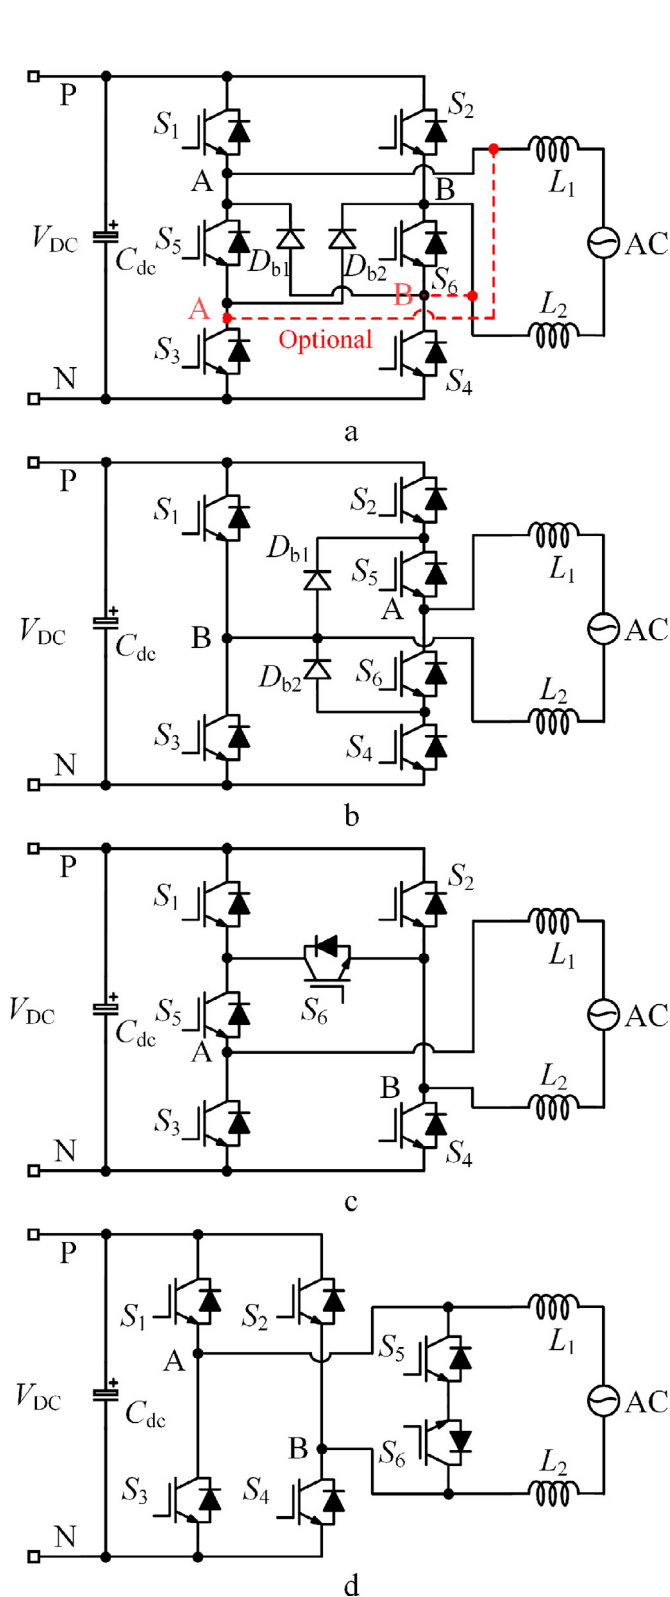 P
S1
S2
A
B
L1
VDC
Cdc
S5
Db1
Db2
S6
AC
A
B
L2
Optional
S3
S4
N
a
P
S1
S2
Db1
S5
L1
A
VDC
Cdc
B
AC
Db2
S6
L2
S3
S4
N
b
P
S1
S2
L1
S6
VDC
Cdc
S5
AC
A
B
L2
S3
S4
N
c
P
S1
S2
S5
L1
A
VDC
Cdc
AC
B
S6
L2
S3
S4
N
d